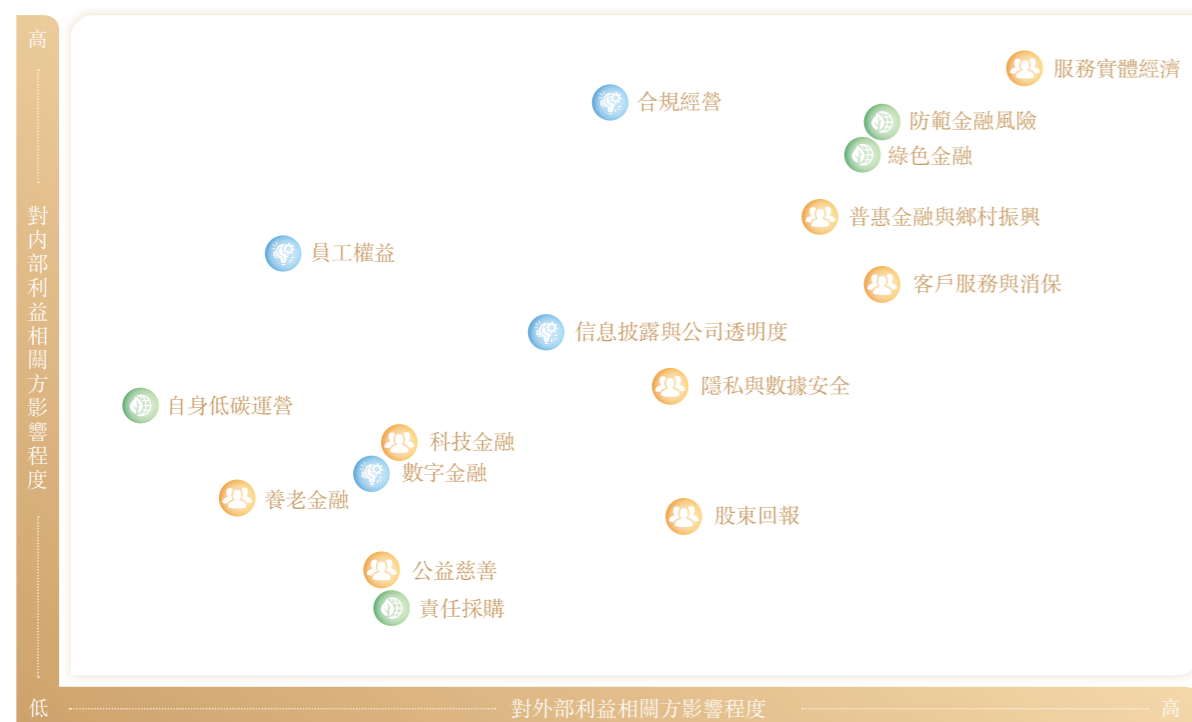 高
對内部利益相關方影響程度
低
服務實體經濟
合規經營
防範金融風險
綠色金融
普惠金融與鄉村振興
員工權益
客戶服務與消保
信息披露與公司透明度
隱私與數據安全
自身低碳運營
科技金融
數字金融
養老金融
股東回報
公益慈善
責任採購
對外部利益相關方影響程度
高